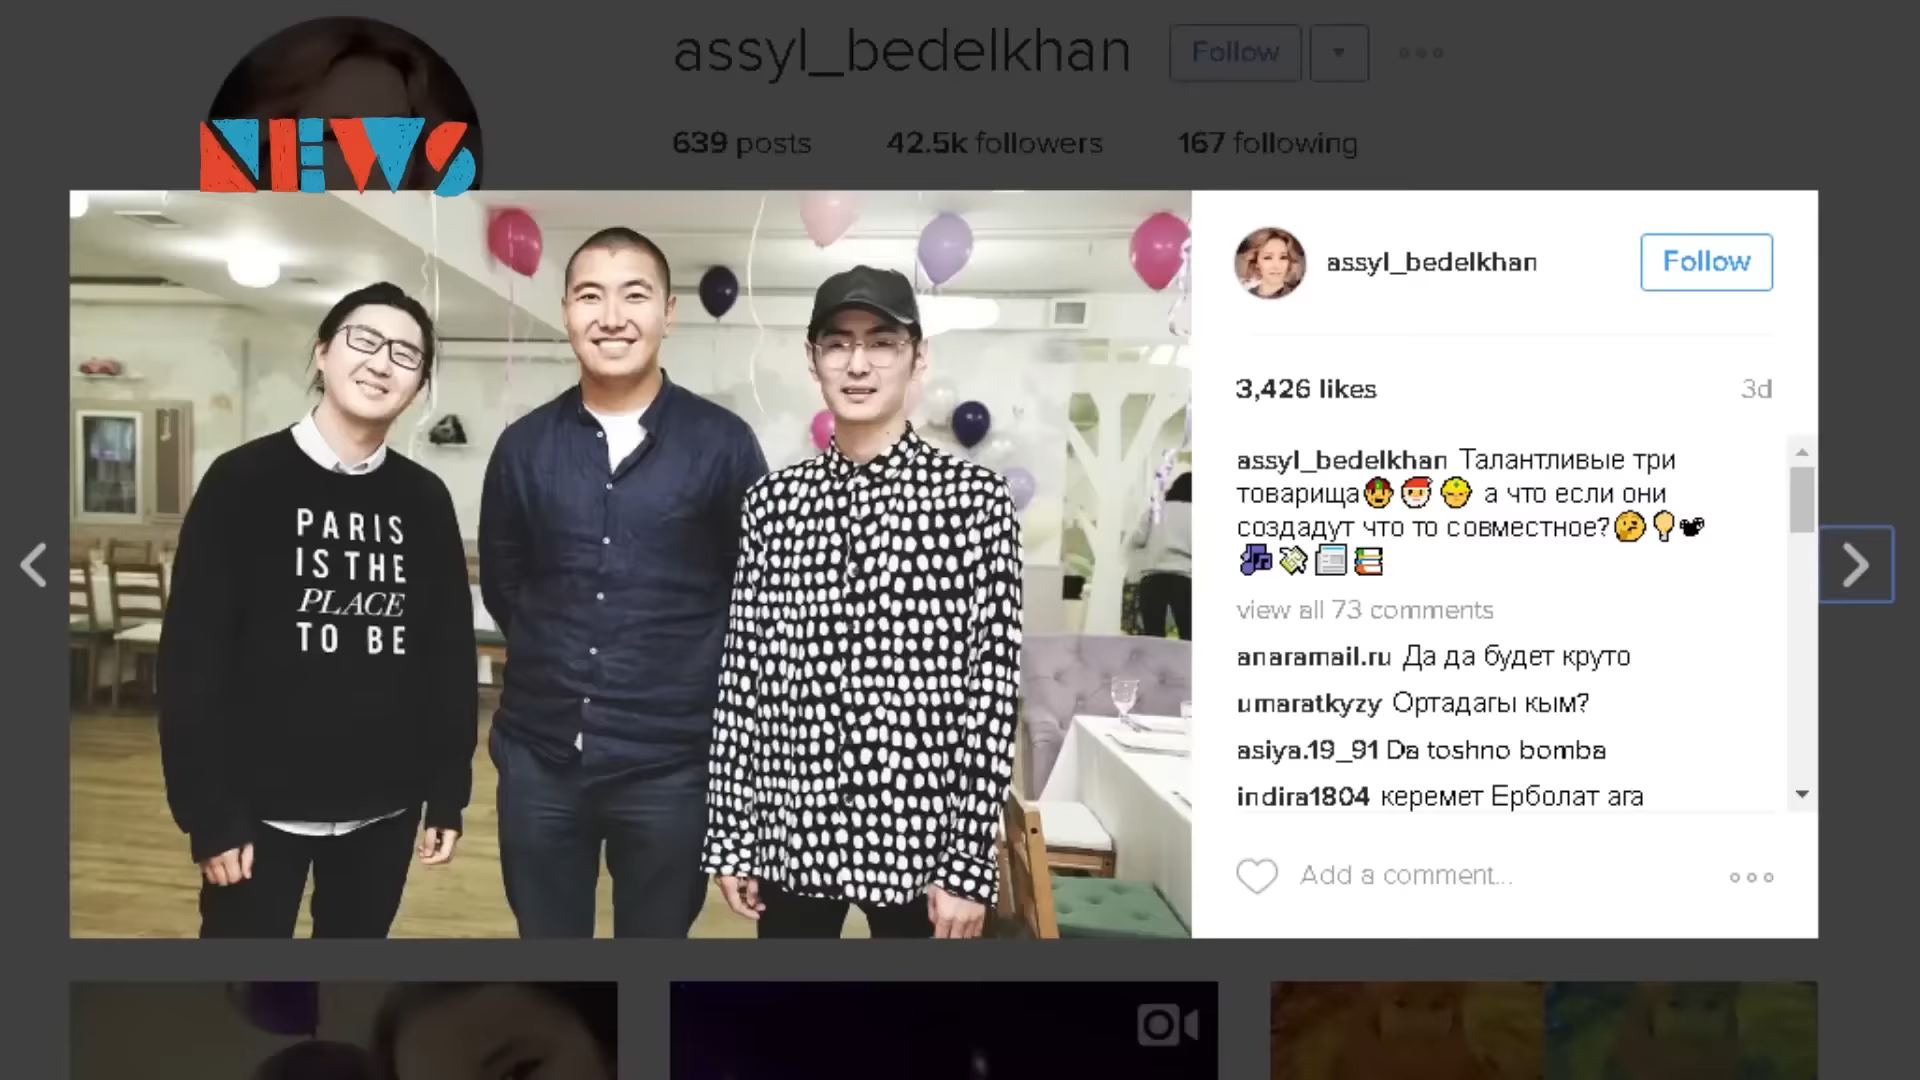 assyl_bedelkhan Follow
639 posts 42.5k followers 167 following
NEWS
PARIS
IS THE
PLACE
TO BE
assyl_bedelkhan Follow
3,426 likes 3d
assyl_bedelkhan Талантливые три
товарища а что если они
создадут что то совместное?
view all 73 comments
anaramail.ru Да да будет круто
umaratkyzy Ортадагы кым?
asiya.19_91 Da toshno bomba
indira1804 керемет Ерболат ага
Add a comment...